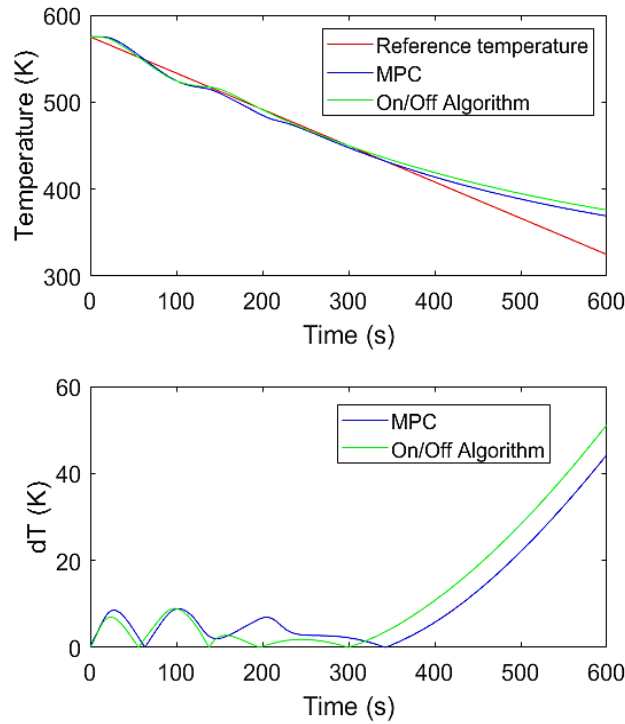 600
500
400
300
Temperature (K)
Reference temperature
MPC
On/Off Algorithm
0 100 200 300 400 500 600
Time (s)
60
40
20
0
dT (K)
MPC
On/Off Algorithm
0 100 200 300 400 500 600
Time (s)